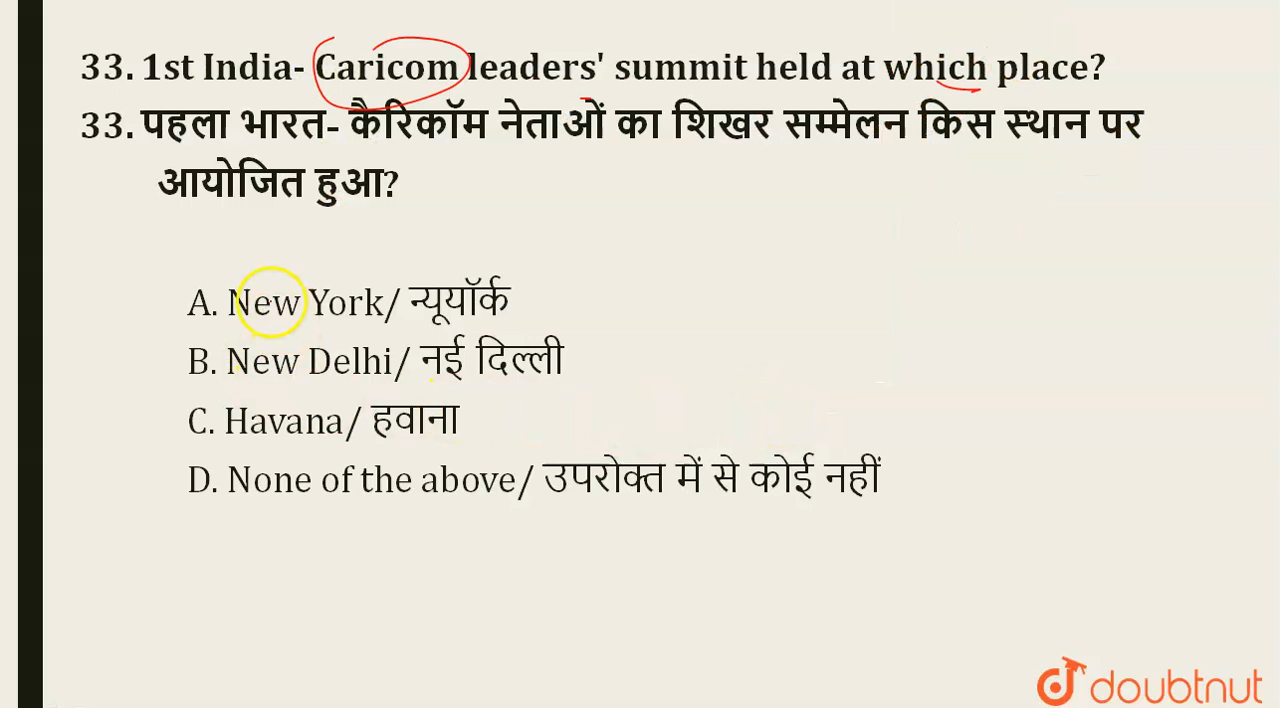 33. 1st India- Caricom leaders' summit held at which place?
33. पहला भारत- कैरिकॉम नेताओं का शिखर सम्मेलन किस स्थान पर
आयोजित हुआ?
A. New York/ न्यूयॉर्क
B. New Delhi/ नई दिल्ली
C. Havana/ हवाना
D. None of the above/ उपरोक्त में से कोई नहीं
doubtnut